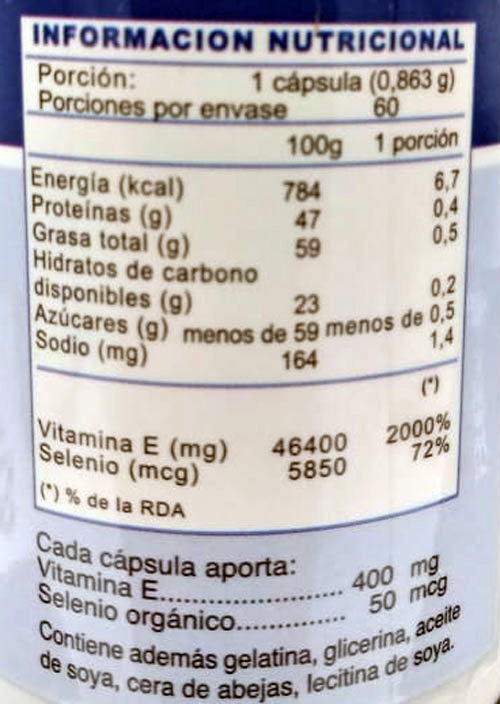 INFORMACION NUTRICIONAL
Porción: 1 cápsula (0,863 g)
Porciones por envase 60
100g 1 porción
Energía (kcal) 784 6,7
Proteínas (g) 47 0,4
Grasa total (g) 59 0,5
Hidratos de carbono
disponibles (g) 23 0,2
Azúcares (g) menos de 59 menos de 0,5
Sodio (mg) 164 1,4
(*)
Vitamina E (mg) 46400 2000%
Selenio (mcg) 5850 72%
(*) % de la RDA
Cada cápsula aporta:
Vitamina E.............................. 400 mg
Selenio orgánico................ 50 mcg
Contiene además gelatina, glicerina, aceite
de soya, cera de abejas, lecitina de soya.